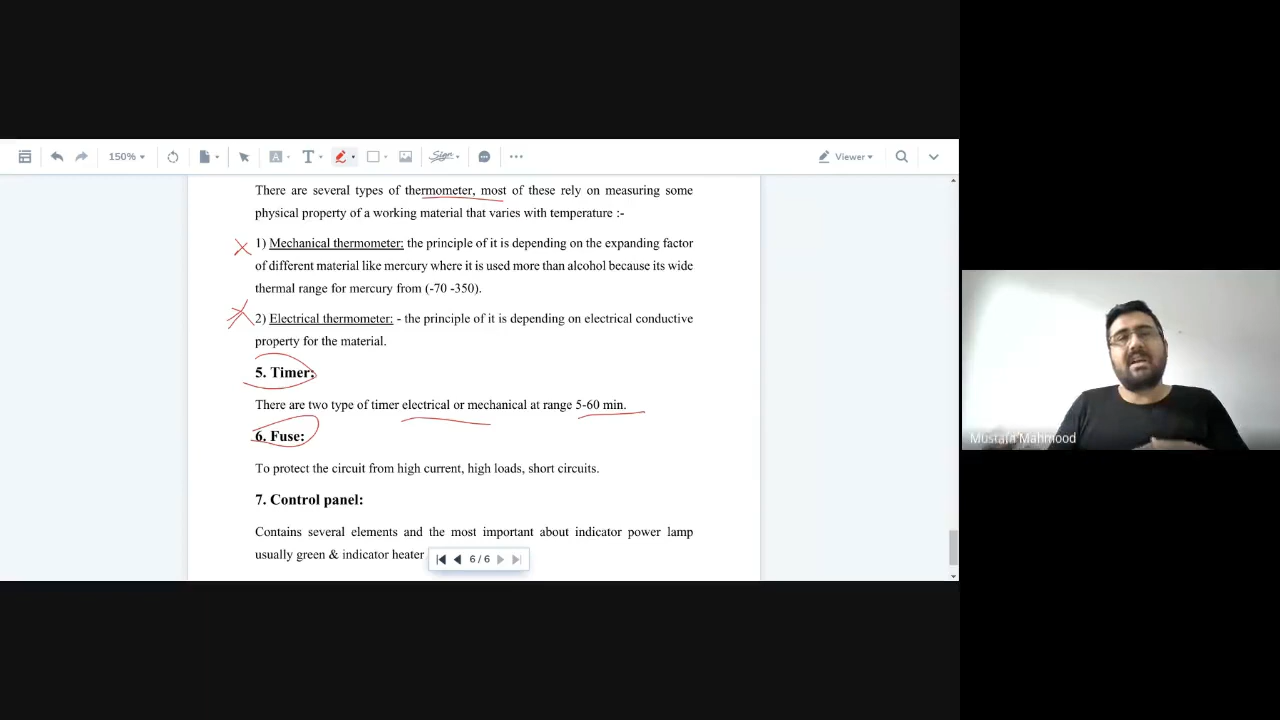 150%
T
Sign
Viewer
There are several types of thermometer, most of these rely on measuring some
physical property of a working material that varies with temperature :-
1) Mechanical thermometer: the principle of it is depending on the expanding factor
of different material like mercury where it is used more than alcohol because its wide
thermal range for mercury from (-70 -350).
2) Electrical thermometer: - the principle of it is depending on electrical conductive
property for the material.
5. Timer:
There are two type of timer electrical or mechanical at range 5-60 min.
6. Fuse:
To protect the circuit from high current, high loads, short circuits.
7. Control panel:
Contains several elements and the most important about indicator power lamp
usually green & indicator heater
6 / 6
Mustafa Mahmood